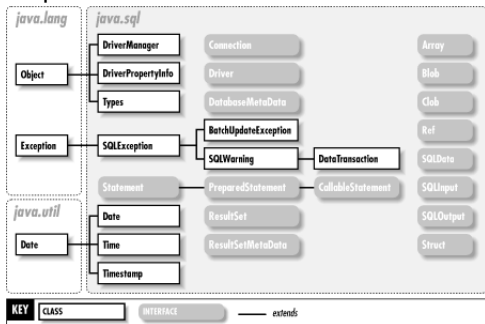 java.lang
java.sql
DriverManager
Connection
Array
Object
DriverPropertyInfo
Driver
Blob
Types
DatabaseMetaData
Clob
BatchUpdateException
Ref
Exception
SQLException
SQLWarning
DataTransaction
SQLData
Statement
PreparedStatement
CallableStatement
SQLInput
java.util
Date
ResultSet
SQLOutput
Date
Time
ResultSetMetaData
Struct
Timestamp
KEY
CLASS
INTERFACE
extends